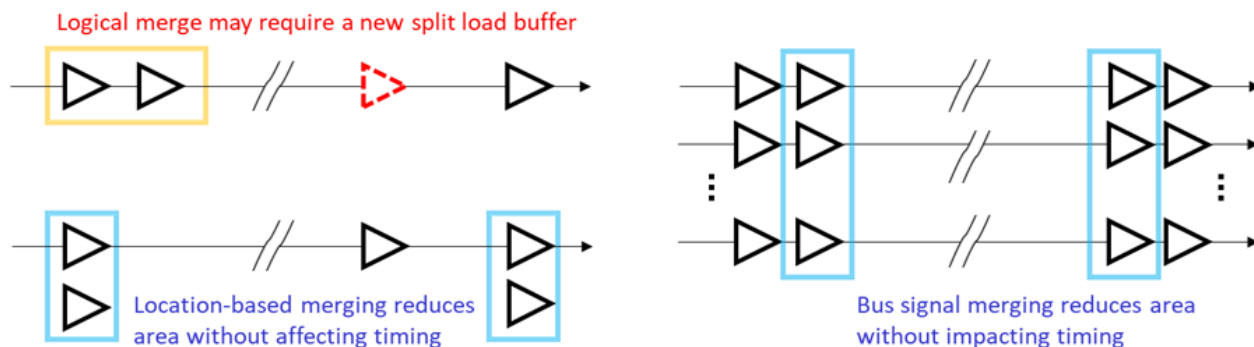 Logical merge may require a new split load buffer
Location-based merging reduces
area without affecting timing
Bus signal merging reduces area
without impacting timing